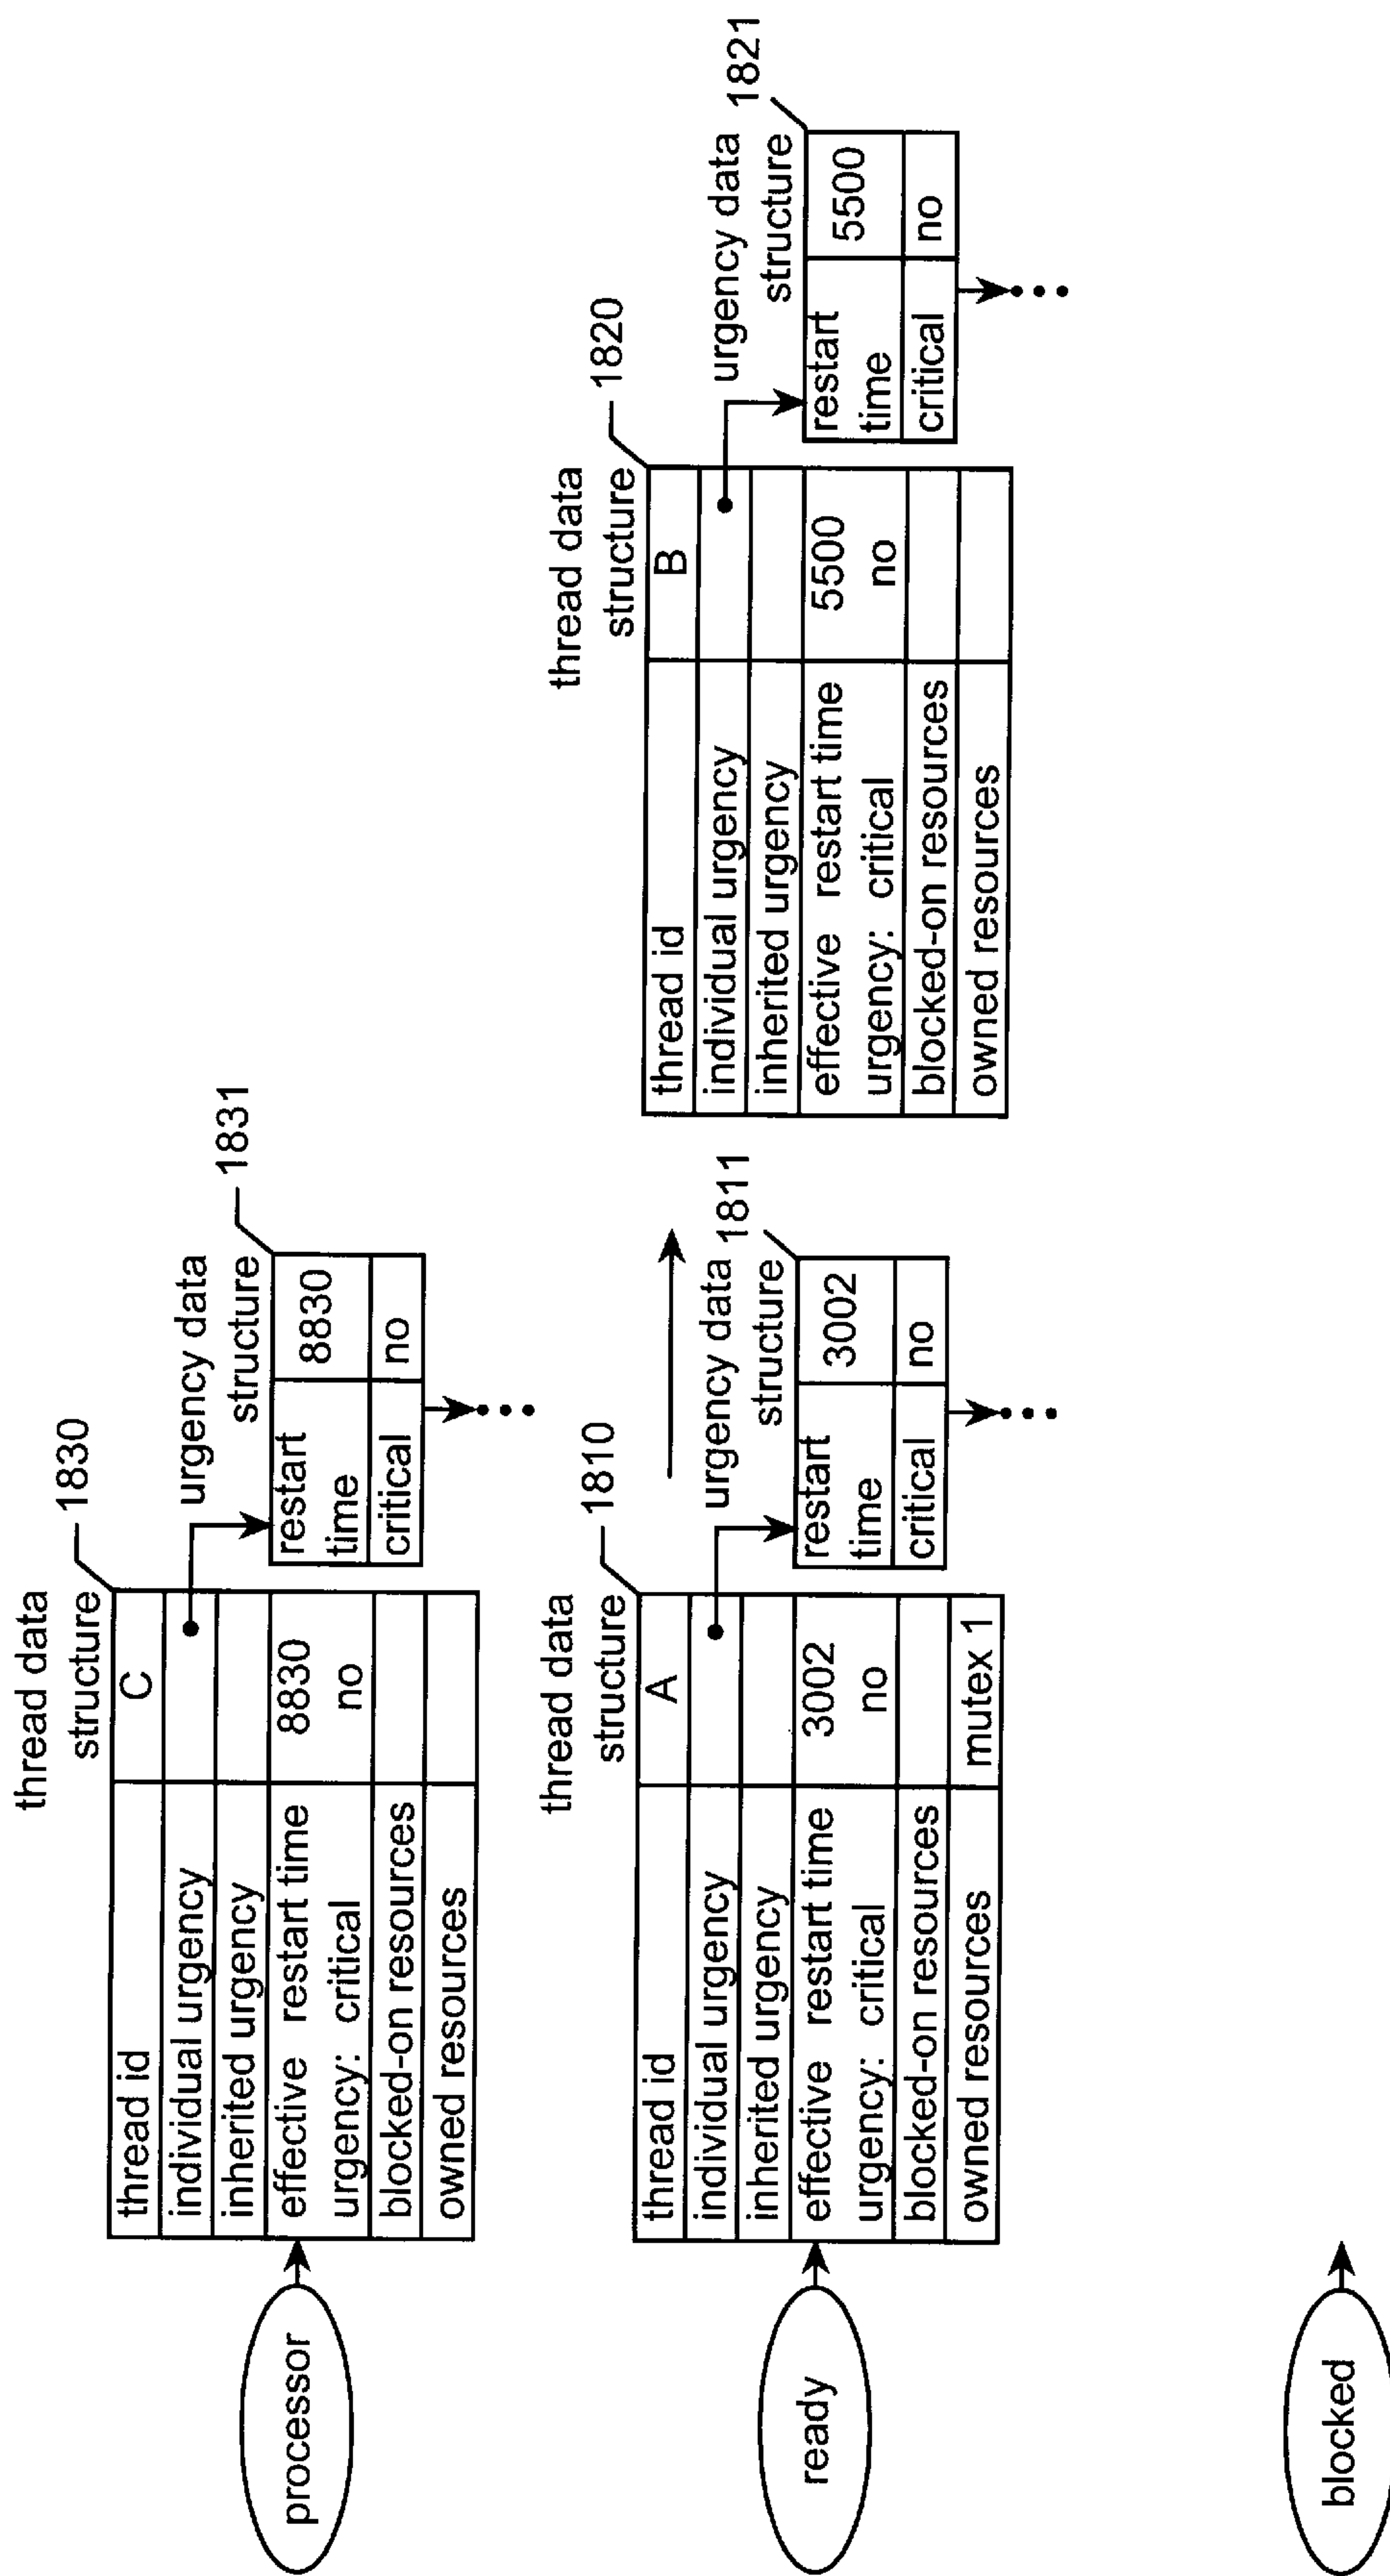 thread data
structure
1830
thread id C
individual urgency
inherited urgency
effective restart time 8830
urgency: critical no
blocked-on resources
owned resources
urgency data
structure
1831
restart
time
8830
critical no
processor
thread data
structure
1810
thread id A
individual urgency
inherited urgency
effective restart time 3002
urgency: critical no
blocked-on resources
owned resources mutex 1
urgency data
structure
1811
restart
time
3002
critical no
ready
thread data
structure
1820
thread id B
individual urgency
inherited urgency
effective restart time 5500
urgency: critical no
blocked-on resources
owned resources
urgency data
structure
1821
restart
time
5500
critical no
blocked